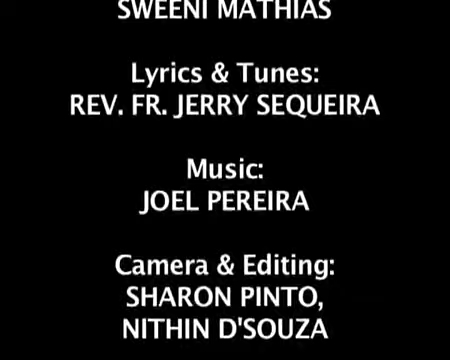 SWEENI MATHIAS
Lyrics & Tunes:
REV. FR. JERRY SEQUEIRA
Music:
JOEL PEREIRA
Camera & Editing:
SHARON PINTO,
NITHIN D'SOUZA